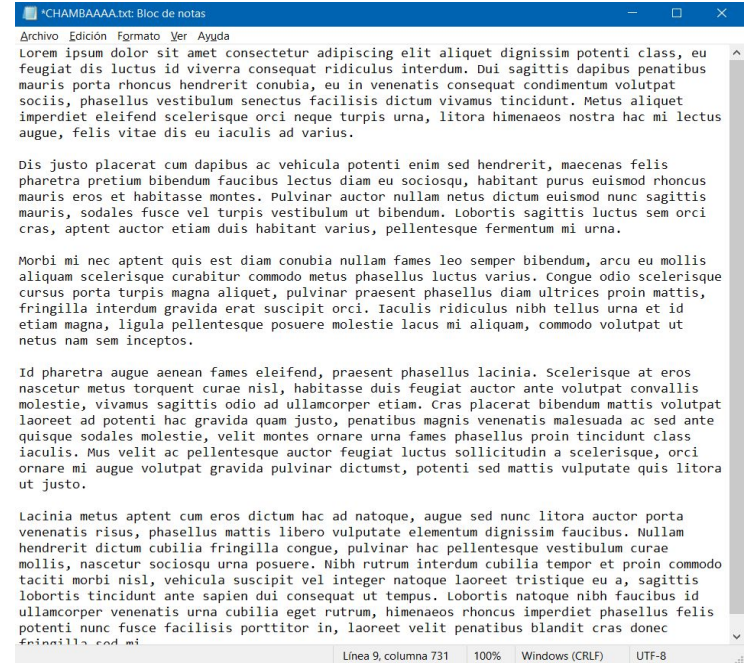 *CHAMBAAAA.txt: Bloc de notas
Archivo Edición Formato Ver Ayuda
Lorem ipsum dolor sit amet consectetur adipiscing elit aliquet dignissim potenti class, eu
feugiat dis luctus id viverra consequat ridiculus interdum. Dui sagittis dapibus penatibus
mauris porta rhoncus hendrerit conubia, eu in venenatis consequat condimentum volutpat
sociis, phasellus vestibulum senectus facilisis dictum vivamus tincidunt. Metus aliquet
imperdiet eleifend scelerisque orci neque turpis urna, litora himenaeos nostra hac mi lectus
augue, felis vitae dis eu iaculis ad varius.
Dis justo placerat cum dapibus ac vehicula potenti enim sed hendrerit, maecenas felis
pharetra pretium bibendum faucibus lectus diam eu sociosqu, habitant purus euismod rhoncus
mauris eros et habitasse montes. Pulvinar auctor nullam netus dictum euismod nunc sagittis
mauris, sodales fusce vel turpis vestibulum ut bibendum. Lobortis sagittis luctus sem orci
cras, aptent auctor etiam duis habitant varius, pellentesque fermentum mi urna.
Morbi mi nec aptent quis est diam conubia nullam fames leo semper bibendum, arcu eu mollis
aliquam scelerisque curabitur commodo metus phasellus luctus varius. Congue odio scelerisque
cursus porta turpis magna aliquet, pulvinar praesent phasellus diam ultrices proin mattis,
fringilla interdum gravida erat suscipit orci. Iaculis ridiculus nibh tellus urna et id
etiam magna, ligula pellentesque posuere molestie lacus mi aliquam, commodo volutpat ut
netus nam sem inceptos.
Id pharetra augue aenean fames eleifend, praesent phasellus lacinia. Scelerisque at eros
nascetur metus torquent curae nisl, habitasse duis feugiat auctor ante volutpat convallis
molestie, vivamus sagittis odio ad ullamcorper etiam. Cras placerat bibendum mattis volutpat
laoreet ad potenti hac gravida quam justo, penatibus magnis venenatis malesuada ac sed ante
quisque sodales molestie, velit montes ornare urna fames phasellus proin tincidunt class
iaculis. Mus velit ac pellentesque auctor feugiat luctus sollicitudin a scelerisque, orci
ornare mi augue volutpat gravida pulvinar dictumst, potenti sed mattis vulputate quis litora
ut justo.
Lacinia metus aptent cum eros dictum hac ad natoque, augue sed nunc litora auctor porta
venenatis risus, phasellus mattis libero vulputate elementum dignissim faucibus. Nullam
hendrerit dictum cubilia fringilla congue, pulvinar hac pellentesque vestibulum curae
mollis, nascetur sociosqu urna posuere. Nibh rutrum interdum cubilia tempor et proin commodo
taciti morbi nisl, vehicula suscipit vel integer natoque laoreet tristique eu a, sagittis
lobortis tincidunt ante sapien dui consequat ut tempus. Lobortis natoque nibh faucibus id
ullamcorper venenatis urna cubilia eget rutrum, himenaeos rhoncus imperdiet phasellus felis
potenti nunc fusce facilisis porttitor in, laoreet velit penatibus blandit cras donec
fringilla sed mi
Línea 9, columna 731 100% Windows (CRLF) UTF-8